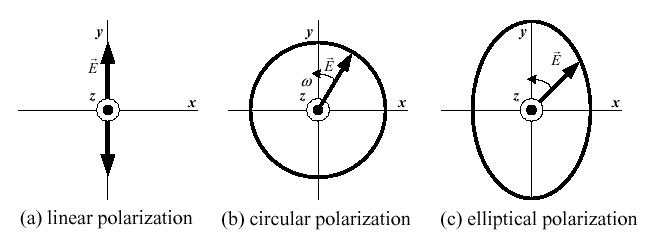 y
E
z
x
(a) linear polarization
y
E
ω
z
x
(b) circular polarization
y
E
z
x
(c) elliptical polarization